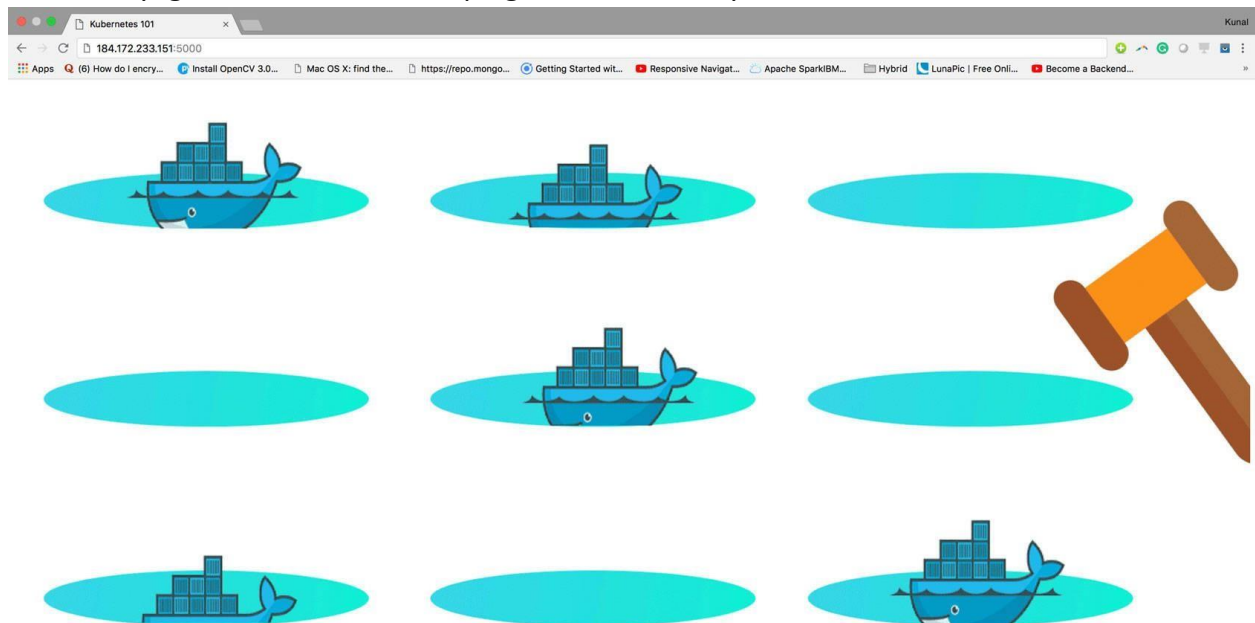 Kubernetes 101
Kunal
184.172.233.151:5000
Apps
(6) How do I encry...
Install OpenCV 3.0...
Mac OS X: find the...
https://repo.mongo...
Getting Started wit...
Responsive Navigat...
Apache SparkIBM...
Hybrid
LunaPic | Free Onli...
Become a Backend...